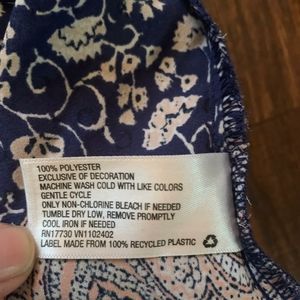 100% POLYESTER
EXCLUSIVE OF DECORATION
MACHINE WASH COLD WITH LIKE COLORS
GENTLE CYCLE
ONLY NON-CHLORINE BLEACH IF NEEDED
TUMBLE DRY LOW, REMOVE PROMPTLY
COOL IRON IF NEEDED
RN17730 VN1102402
LABEL MADE FROM 100% RECYCLED PLASTIC